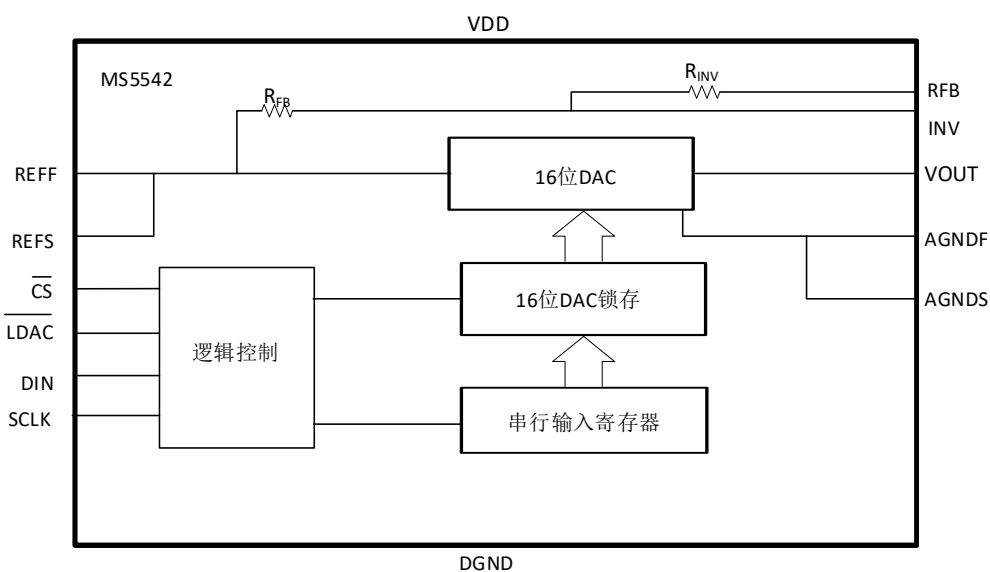 VDD
MS5542
RINV
RFB
RFB
INV
REFF
16位DAC
VOUT
REFS
AGNDF
CS
16位DAC锁存
AGNDS
LDAC
逻辑控制
DIN
SCLK
串行输入寄存器
DGND